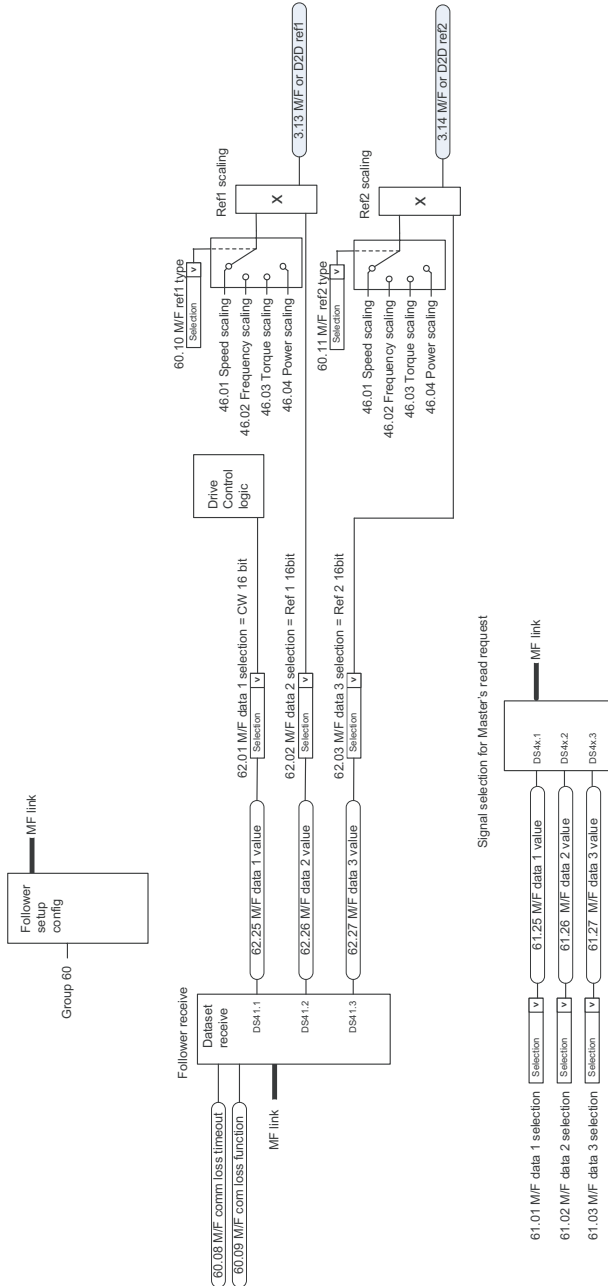 Group 60
Follower
setup
config
MF link
60.08 M/F comm loss timeout
60.09 M/F com loss function
MF link
Follower receive
Dataset
receive
DS41.1
DS41.2
DS41.3
62.25 M/F data 1 value
62.26 M/F data 2 value
62.27 M/F data 3 value
62.01 M/F data 1 selection = CW 16 bit
Selection v
62.02 M/F data 2 selection = Ref 1 16bit
Selection v
62.03 M/F data 3 selection = Ref 2 16bit
Selection v
Drive
Control
logic
60.10 M/F ref1 type
Selection v
46.01 Speed scaling
46.02 Frequency scaling
46.03 Torque scaling
46.04 Power scaling
Ref1 scaling
X
3.13 M/F or D2D ref1
60.11 M/F ref2 type
Selection v
46.01 Speed scaling
46.02 Frequency scaling
46.03 Torque scaling
46.04 Power scaling
Ref2 scaling
X
3.14 M/F or D2D ref2
Signal selection for Master's read request
61.01 M/F data 1 selection Selection v 61.25 M/F data 1 value DS4x.1
61.02 M/F data 2 selection Selection v 61.26 M/F data 2 value DS4x.2
61.03 M/F data 3 selection Selection v 61.27 M/F data 3 value DS4x.3
MF link